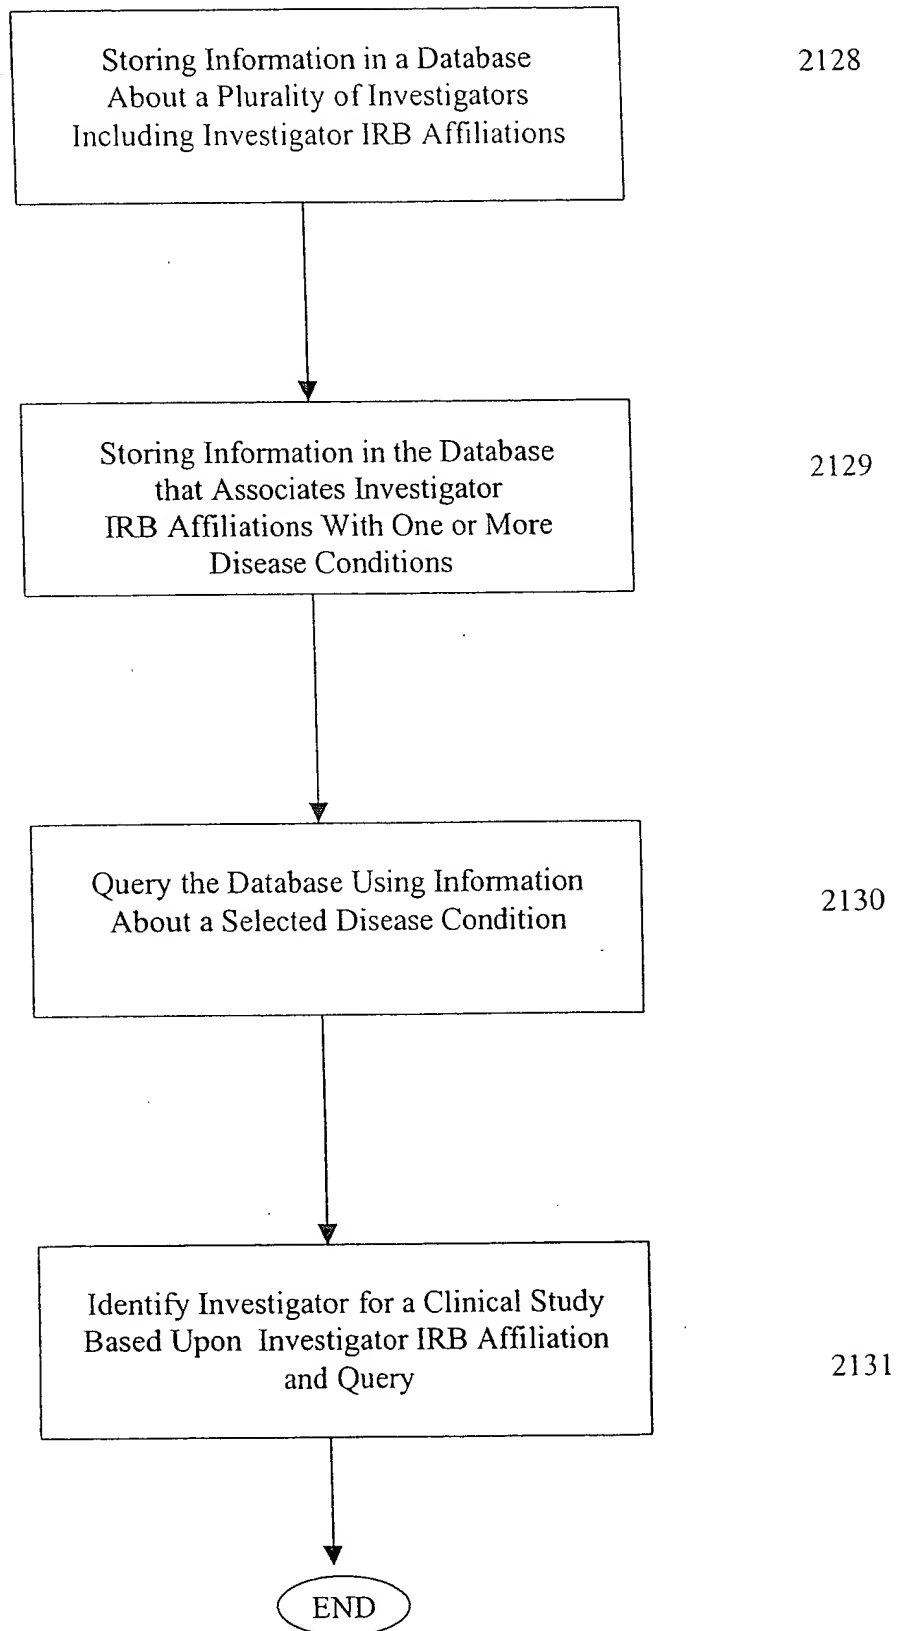 Storing Information in a Database
About a Plurality of Investigators
Including Investigator IRB Affiliations
2128
Storing Information in the Database
that Associates Investigator
IRB Affiliations With One or More
Disease Conditions
2129
Query the Database Using Information
About a Selected Disease Condition
2130
Identify Investigator for a Clinical Study
Based Upon Investigator IRB Affiliation
and Query
2131
END